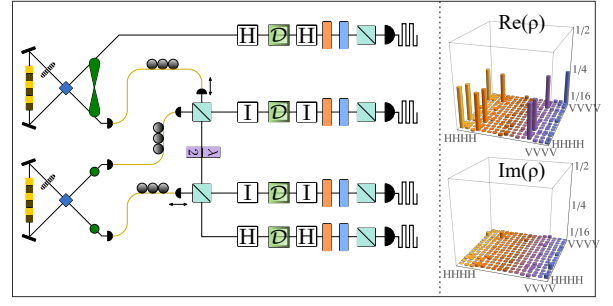 H 𝒟 H
Re(ρ)
1/2
1/4
1/16
VVVV
HHHH
VVVV
HHHH
I 𝒟 I
λ
2
Im(ρ)
1/2
1/4
1/16
VVVV
HHHH
VVVV
HHHH
I 𝒟 I
H 𝒟 H